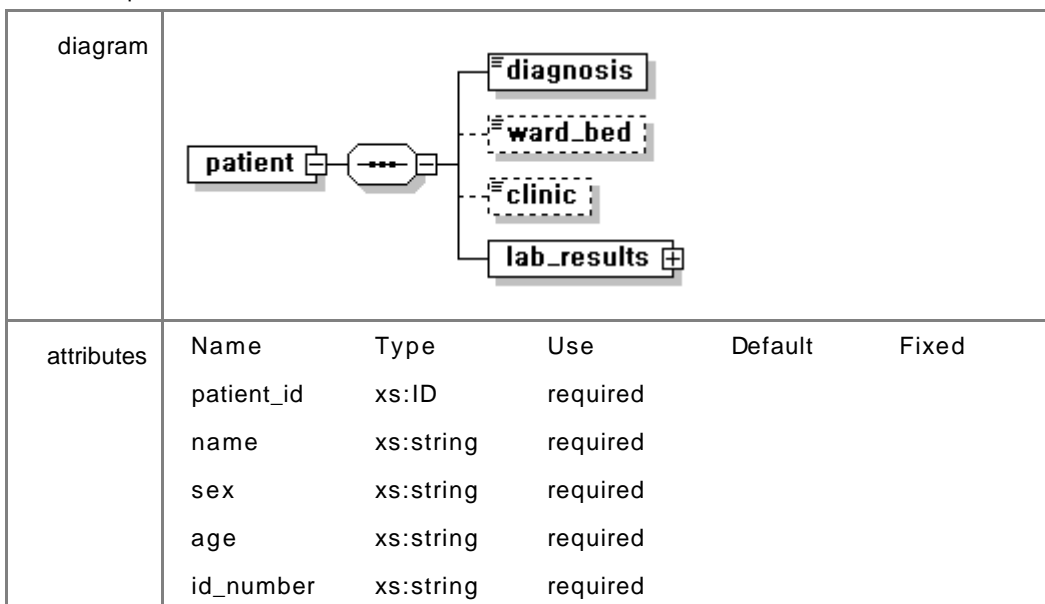 diagram
diagnosis
ward_bed
patient
clinic
lab_results
attributes
Name Type Use Default Fixed
patient_id xs:ID required
name xs:string required
sex xs:string required
age xs:string required
id_number xs:string required